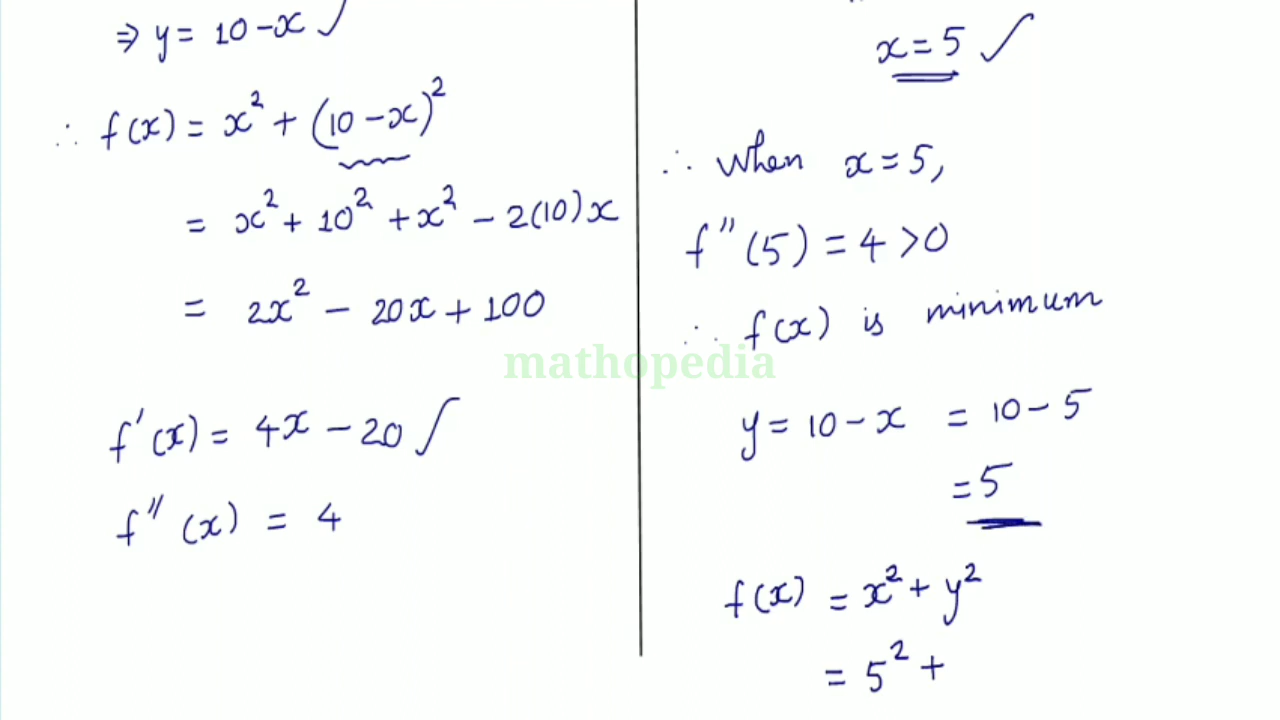 ⇒ y = 10 - x ✓
∴ f(x) = x² + (10 - x)²
= x² + 10² + x² - 2(10)x
= 2x² - 20x + 100
f'(x) = 4x - 20 ✓
f''(x) = 4
x = 5 ✓
∴ When x = 5,
f''(5) = 4 > 0
∴ f(x) is minimum
y = 10 - x = 10 - 5
= 5
f(x) = x² + y²
= 5² +
mathopedia